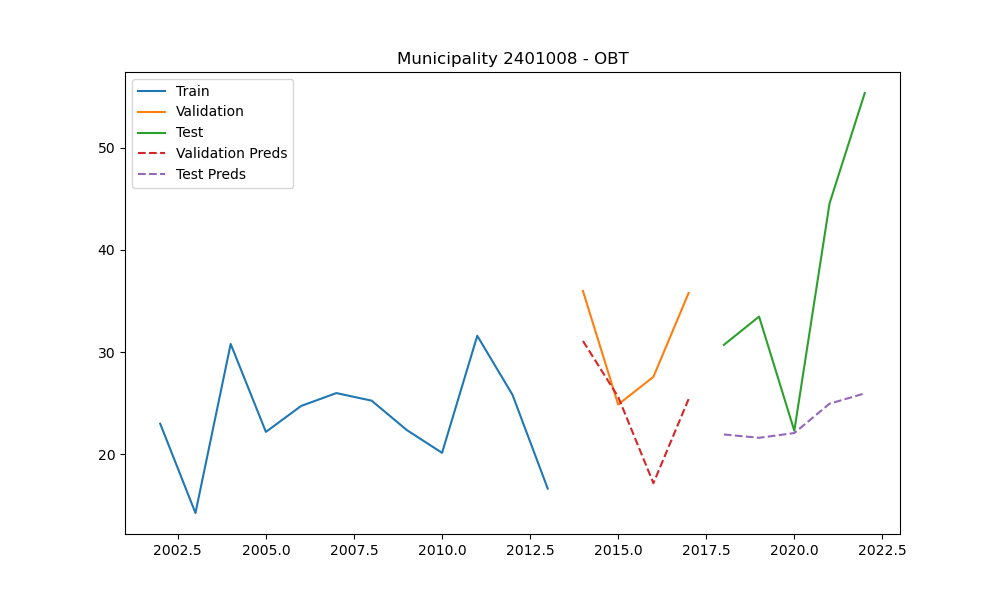 Municipality 2401008 - OBT
Train
Validation
Test
Validation Preds
Test Preds
50
40
30
20
2002.5 2005.0 2007.5 2010.0 2012.5 2015.0 2017.5 2020.0 2022.5